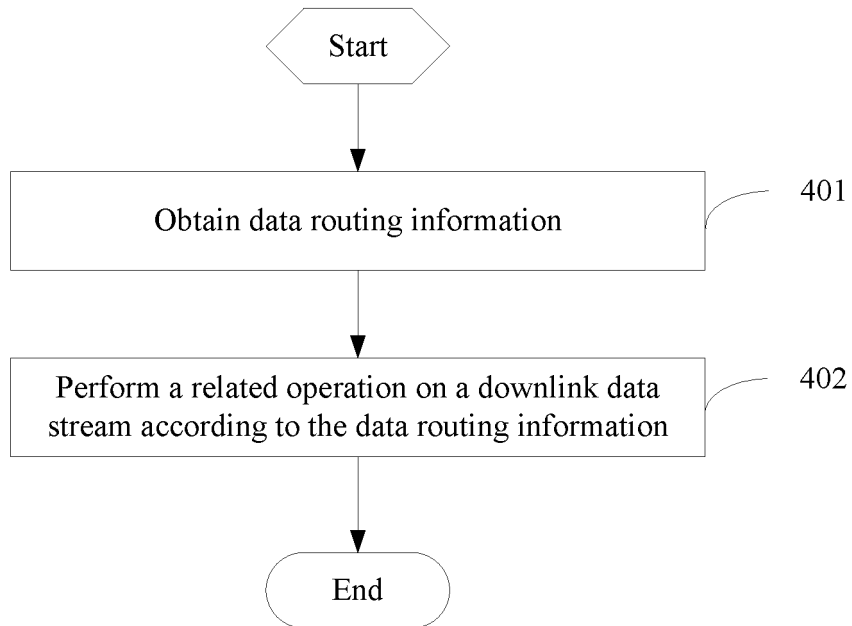 Start
Obtain data routing information
401
Perform a related operation on a downlink data
stream according to the data routing information
402
End